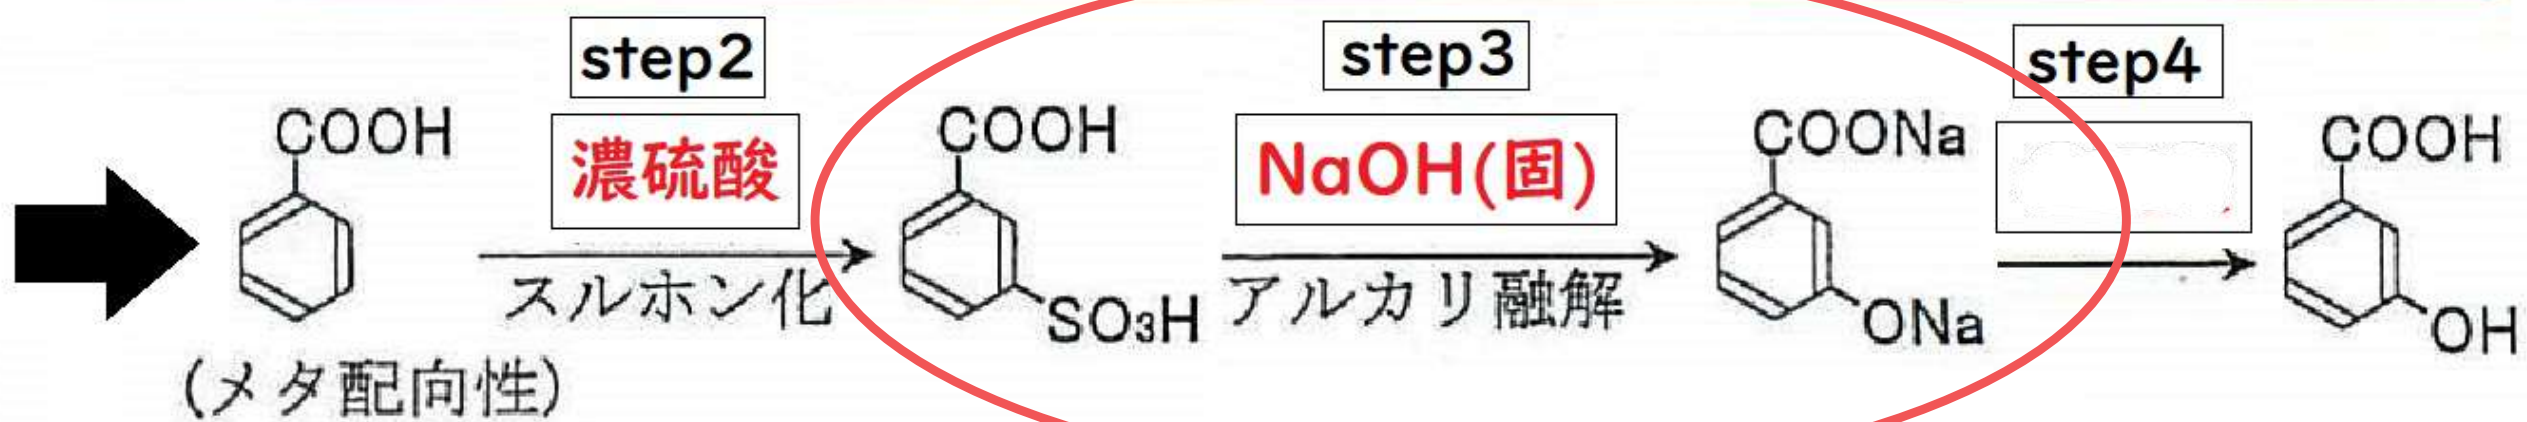 step2
step3
step4
COOH
濃硫酸
COOH
NaOH(固)
COONa
COOH
スルホン化
SO₃H
アルカリ融解
ONa
OH
(メタ配向性)